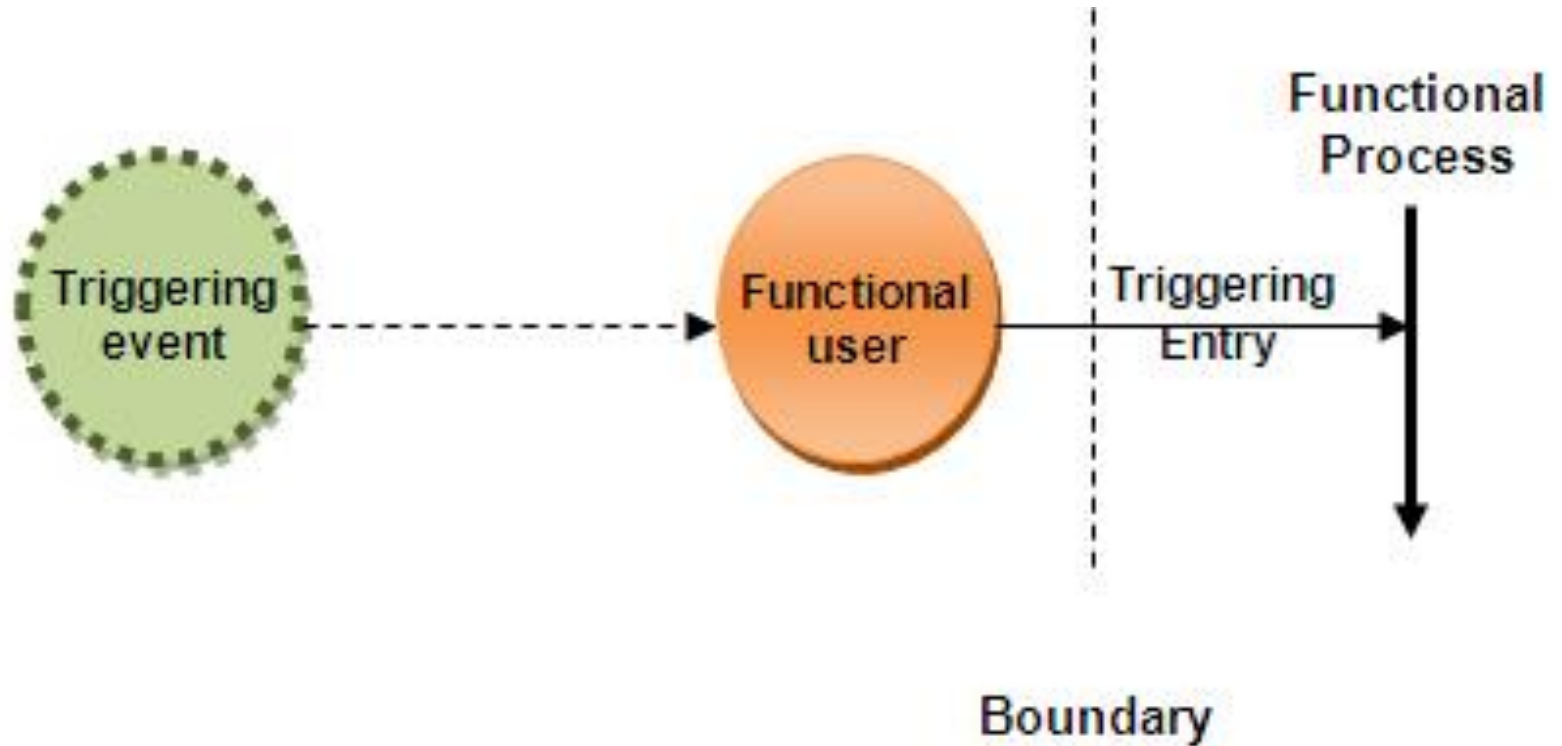 Triggering
event
Functional
user
Triggering
Entry
Functional
Process
Boundary